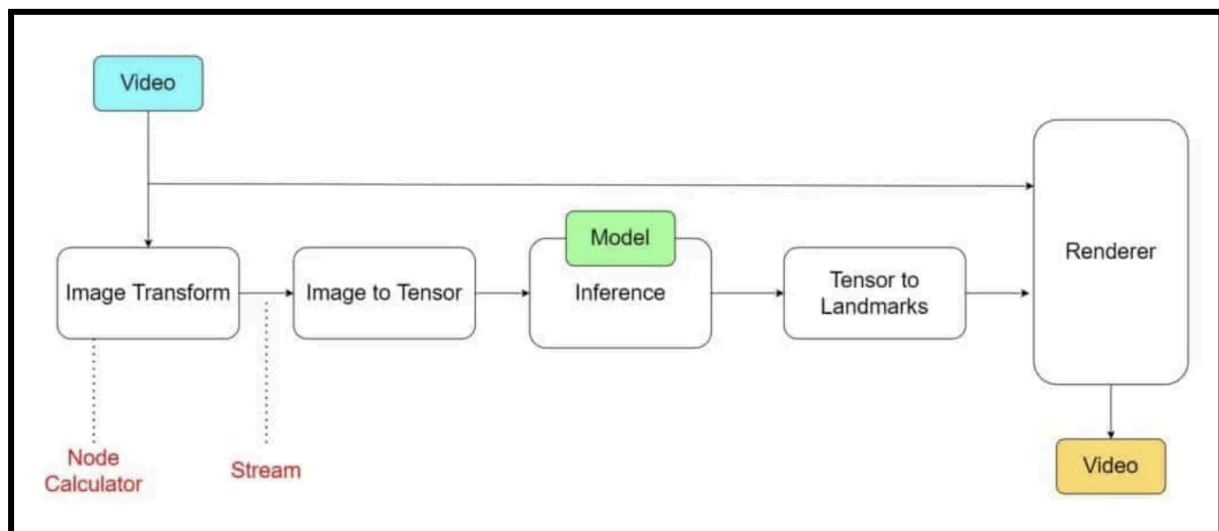 Video
Model
Image Transform
Image to Tensor
Inference
Tensor to
Landmarks
Renderer
Node
Calculator
Stream
Video